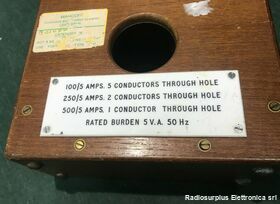 100/5 AMPS. 5 CONDUCTORS THROUGH HOLE
250/5 AMPS. 2 CONDUCTORS THROUGH HOLE
500/5 AMPS. 1 CONDUCTOR THROUGH HOLE
RATED BURDEN 5 V.A. 50 Hz
Radiosurplus Elettronica srl